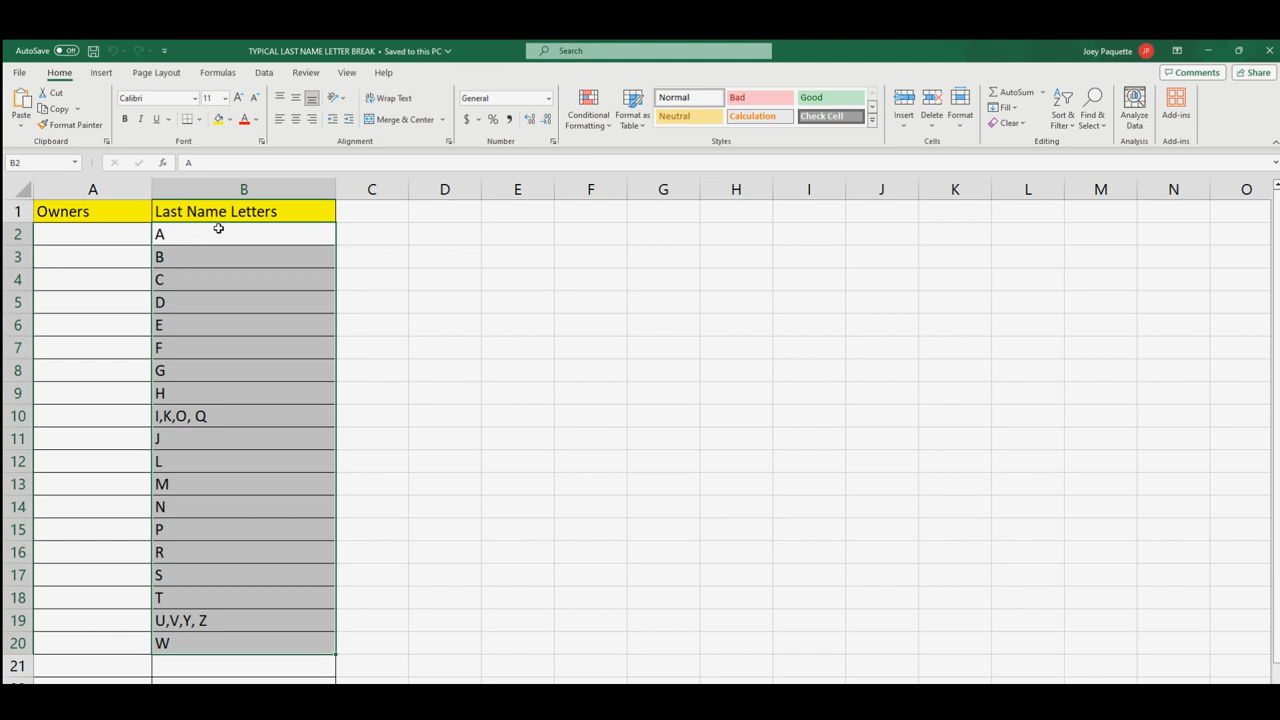 AutoSave Off TYPICAL LAST NAME LETTER BREAK • Saved to this PC Search Joey Paquette JP
File Home Insert Page Layout Formulas Data Review View Help Comments Share
Paste Cut Copy Format Painter Clipboard
Calibri 11 B I U A Font
Wrap Text Merge & Center Alignment
General $ % , Number
Conditional Formatting Format as Table Normal Bad Good Neutral Calculation Check Cell Styles
Insert Delete Format Cells
AutoSum Fill Clear Sort & Filter Find & Select Editing
Analyze Data Analysis
Add-ins Add-ins
B2 fx A
A B C D E F G H I J K L M N O
1 Owners Last Name Letters
2 A
3 B
4 C
5 D
6 E
7 F
8 G
9 H
10 I,K,O, Q
11 J
12 L
13 M
14 N
15 P
16 R
17 S
18 T
19 U,V,Y, Z
20 W
21